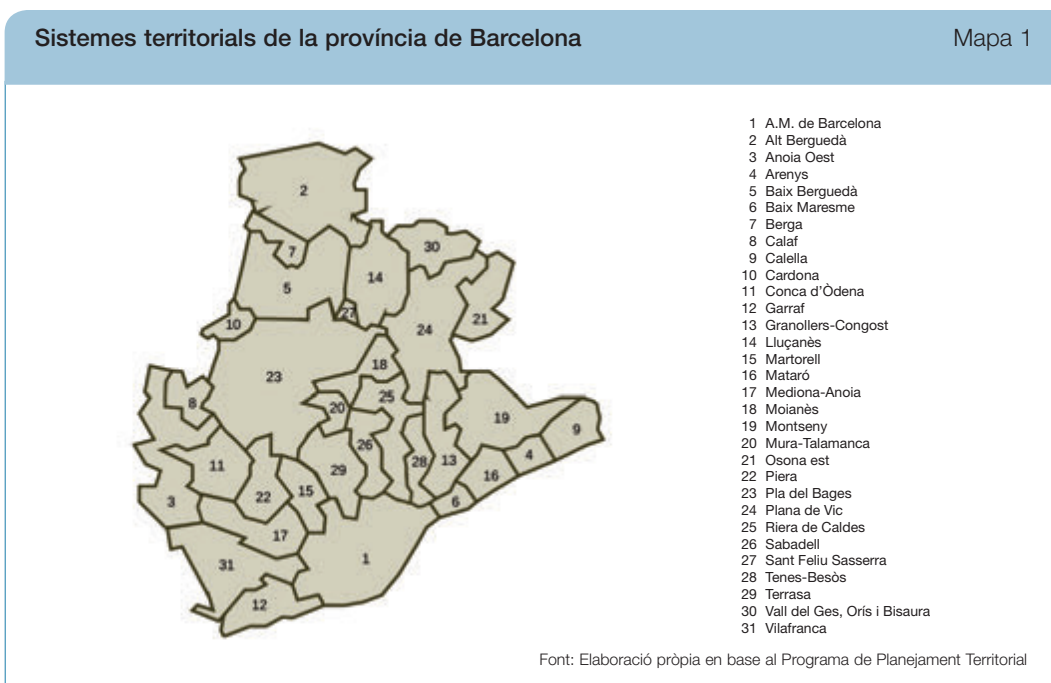 Sistemes territorials de la província de Barcelona
Mapa 1
1 A.M. de Barcelona
2 Alt Berguedà
3 Anoia Oest
4 Arenys
5 Baix Berguedà
6 Baix Maresme
7 Berga
8 Calaf
9 Calella
10 Cardona
11 Conca d'Òdena
12 Garraf
13 Granollers-Congost
14 Lluçanès
15 Martorell
16 Mataró
17 Mediona-Anoia
18 Moianès
19 Montseny
20 Mura-Talamanca
21 Osona est
22 Piera
23 Pla del Bages
24 Plana de Vic
25 Riera de Caldes
26 Sabadell
27 Sant Feliu Sasserra
28 Tenes-Besòs
29 Terrasa
30 Vall del Ges, Orís i Bisaura
31 Vilafranca
2
30
7
14
5
27
21
10
24
18
23
25
8
20
19
9
26
4
11
29
28
13
16
22
15
3
6
17
1
31
12
Font: Elaboració pròpia en base al Programa de Planejament Territorial